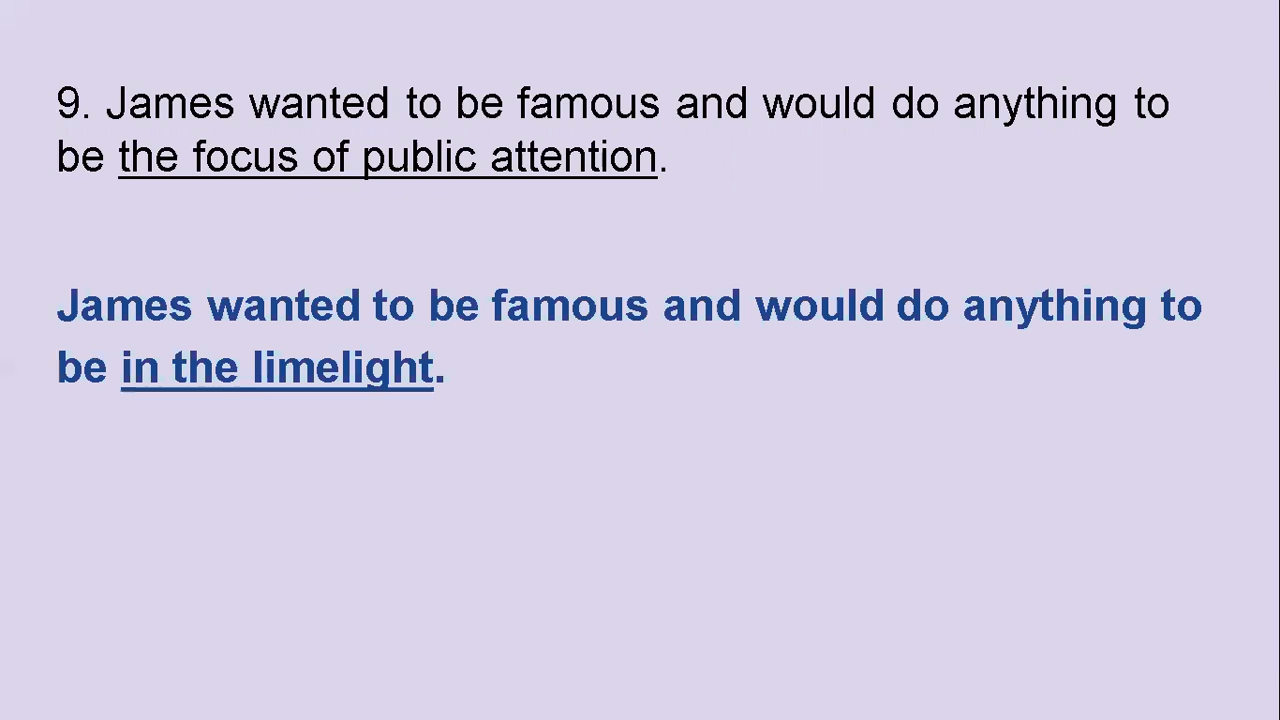 9. James wanted to be famous and would do anything to
be the focus of public attention.
James wanted to be famous and would do anything to
be in the limelight.